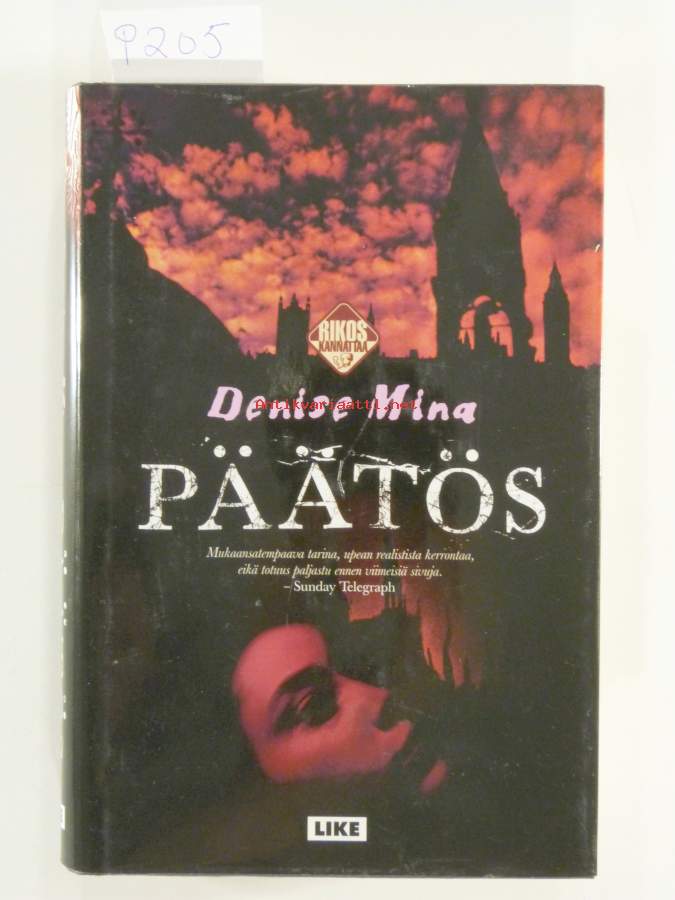 P205
RIKOS
KANNATTAA
Denise Mina
Antikvariaatti.net
PÄÄTÖS
Mukaansatempaava tarina, upean realistista kerrontaa,
eikä totuus paljastu ennen viimeisiä sivuja.
– Sunday Telegraph
LIKE